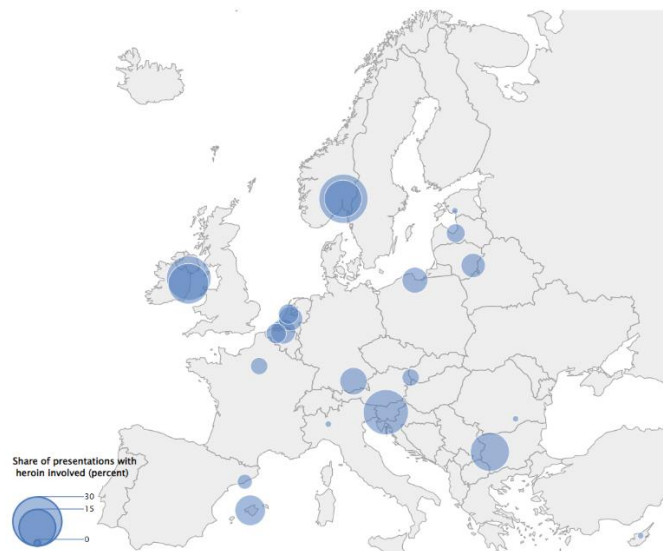 Share of presentations with
heroin involved (percent)
30
15
0